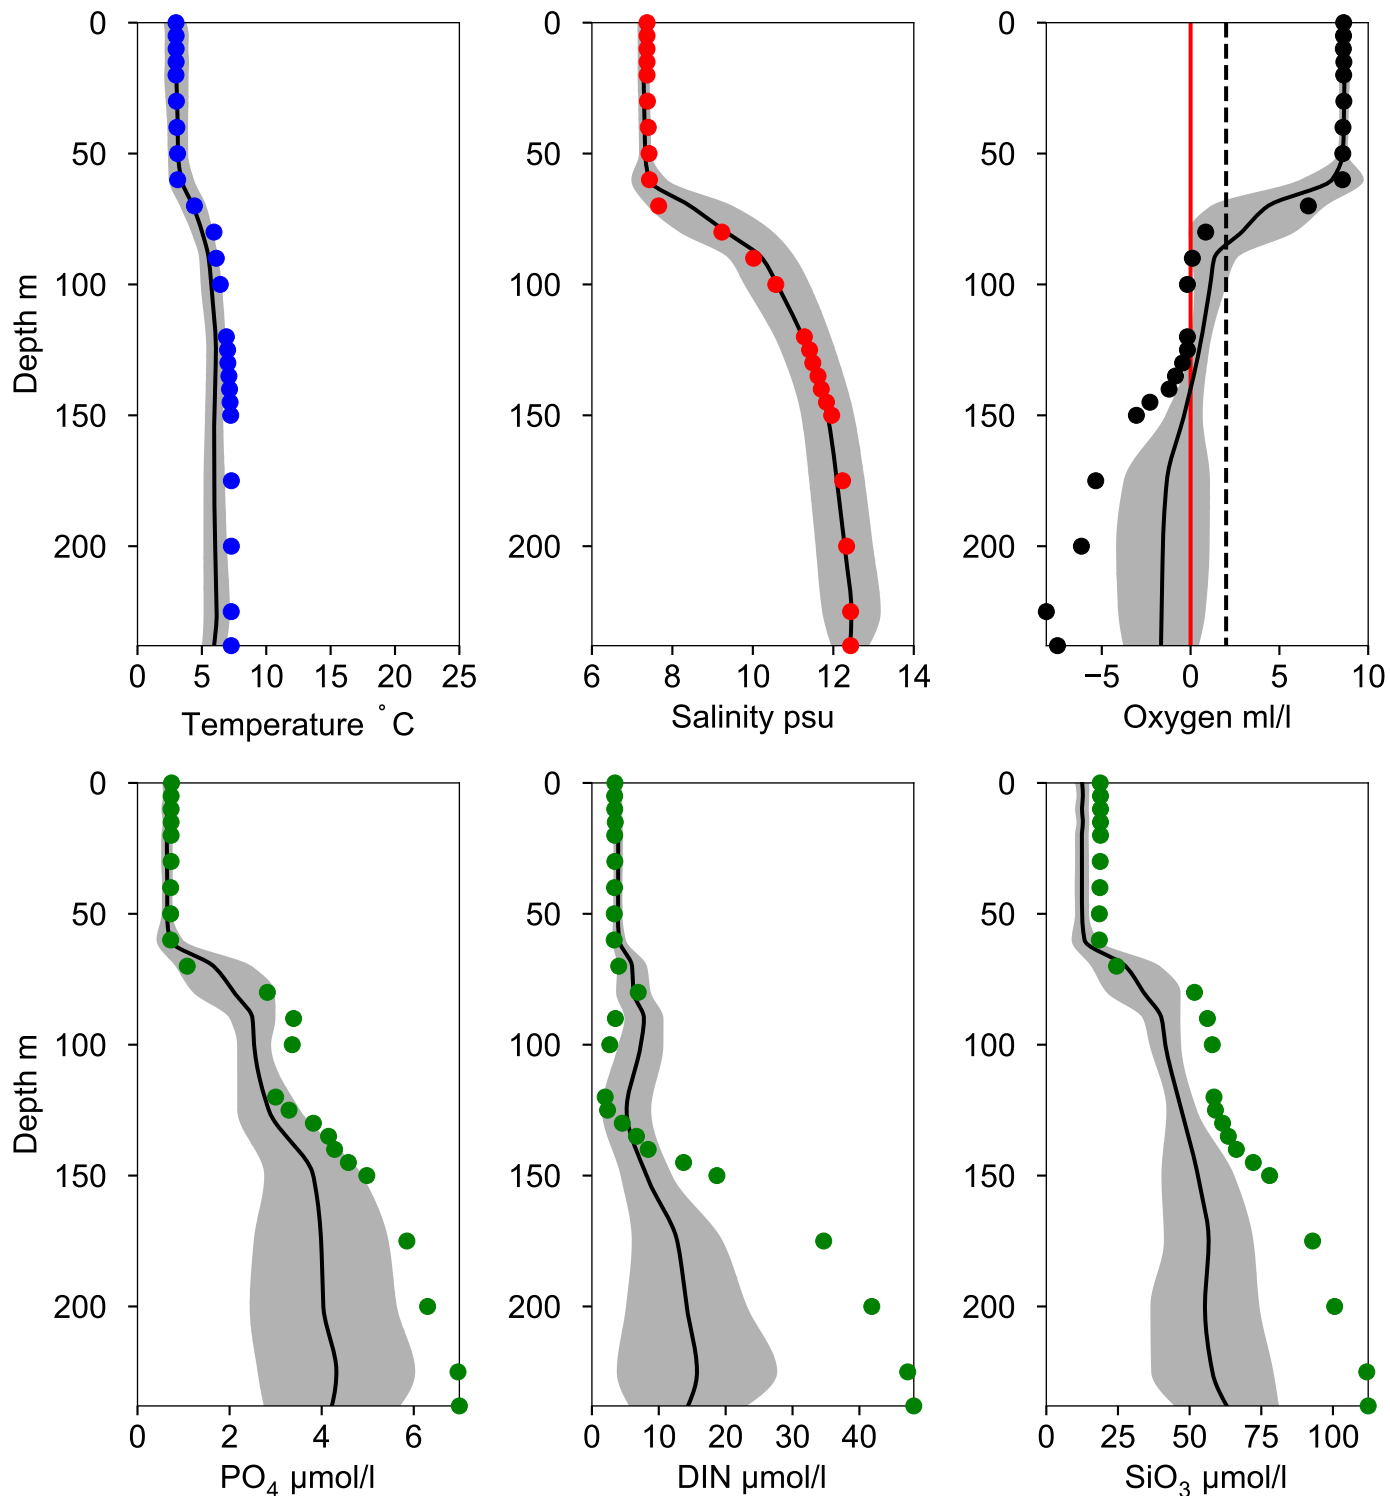 0
50
100
150
200
Depth m
0 5 10 15 20 25
Temperature °C
0
50
100
150
200
6 8 10 12 14
Salinity psu
0
50
100
150
200
−5 0 5 10
Oxygen ml/l
0
50
100
150
200
Depth m
0 2 4 6
PO₄ µmol/l
0
50
100
150
200
0 10 20 30 40
DIN µmol/l
0
50
100
150
200
0 25 50 75 100
SiO₃ µmol/l